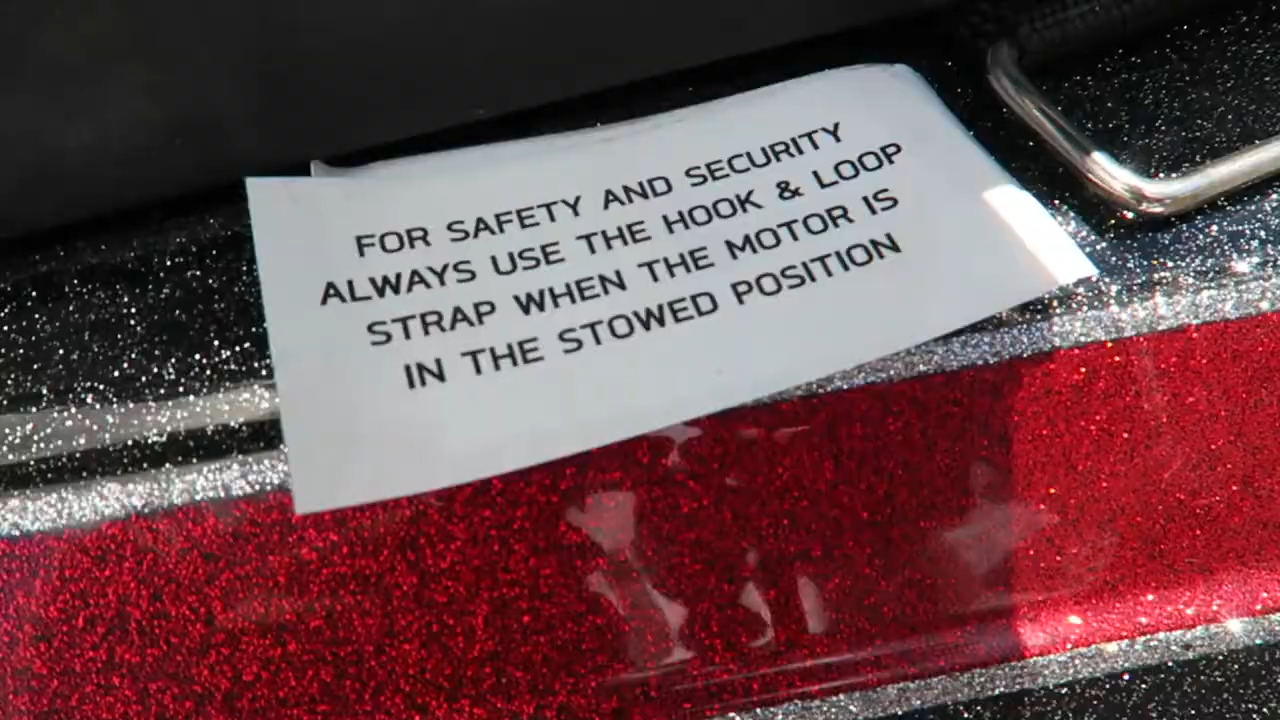 FOR SAFETY AND SECURITY
ALWAYS USE THE HOOK & LOOP
STRAP WHEN THE MOTOR IS
IN THE STOWED POSITION